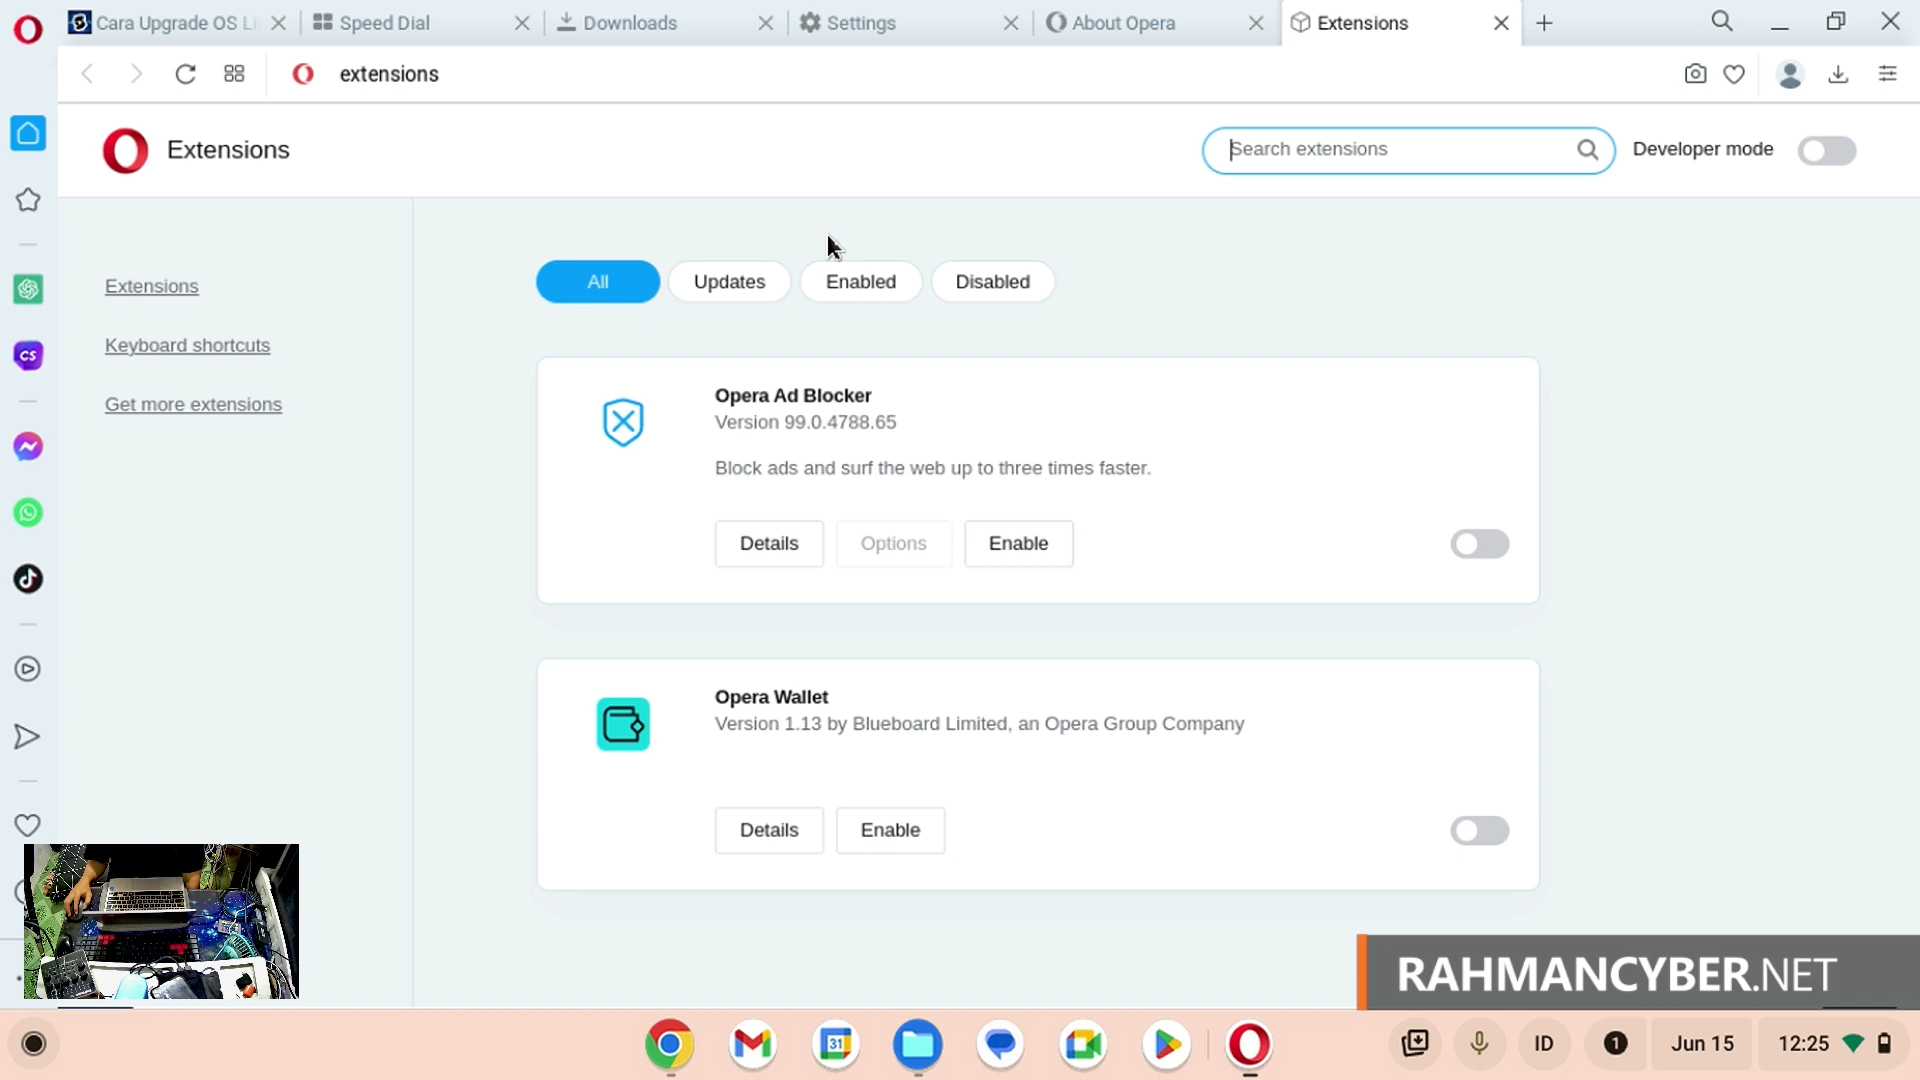 Cara Upgrade OS Li
Speed Dial
Downloads
Settings
About Opera
Extensions
extensions
Extensions
Search extensions
Developer mode
Extensions
Keyboard shortcuts
Get more extensions
All
Updates
Enabled
Disabled
Opera Ad Blocker
Version 99.0.4788.65
Block ads and surf the web up to three times faster.
Details
Options
Enable
Opera Wallet
Version 1.13 by Blueboard Limited, an Opera Group Company
Details
Enable
CS
RAHMANCYBER.NET
31
ID
1
Jun 15
12:25